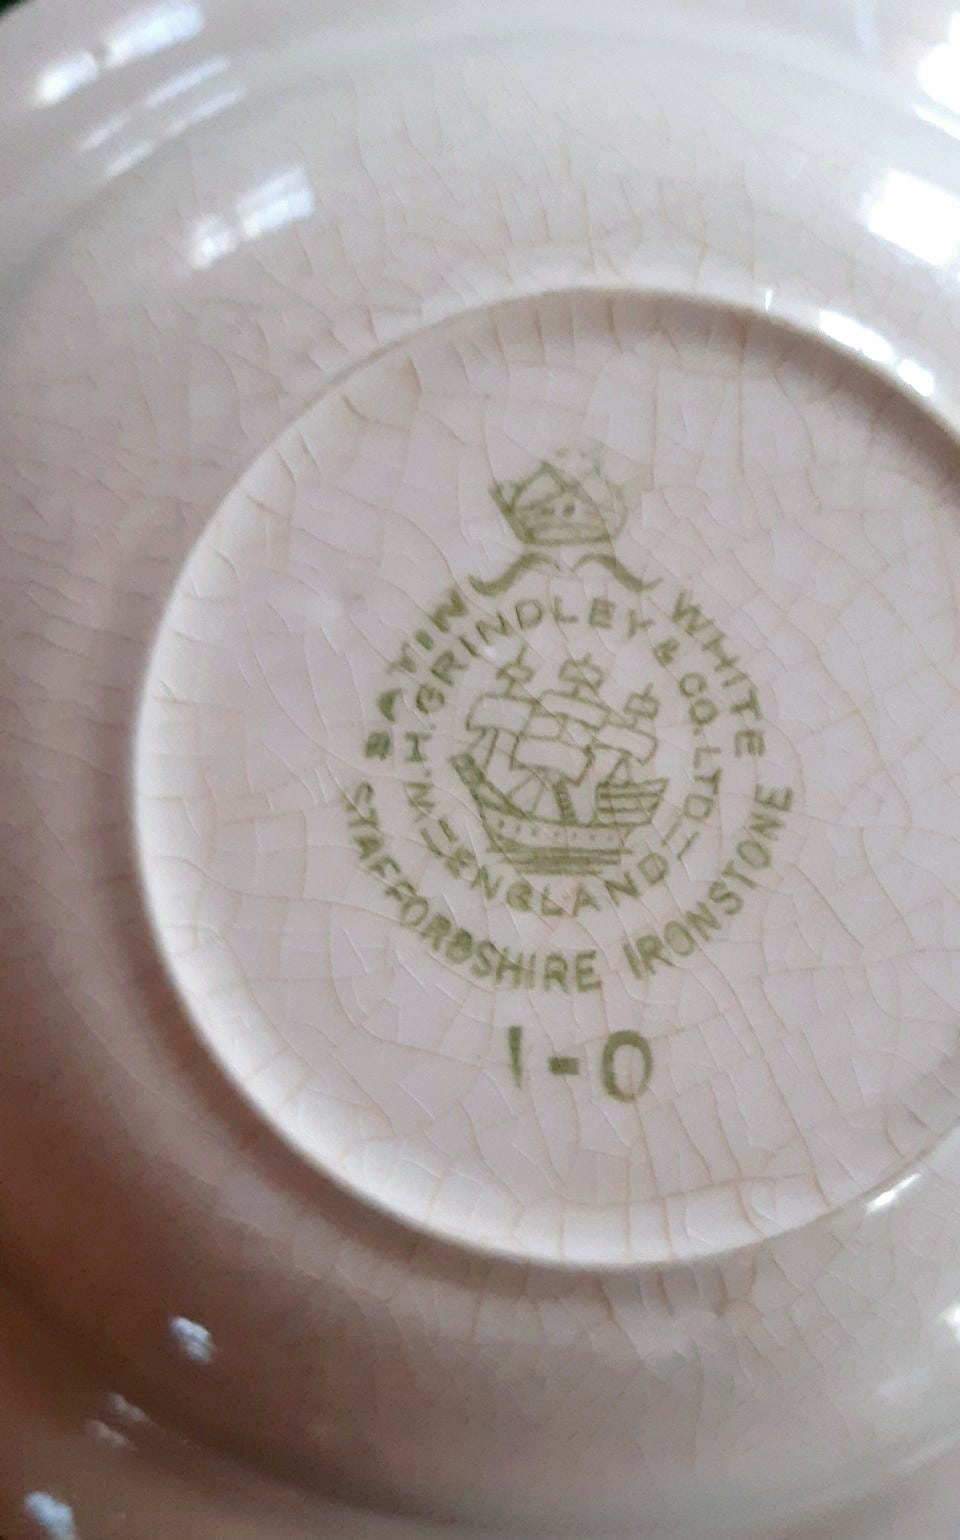 SATIN WHITE
W.H. GRINDLEY & CO. LTD.
ENGLAND
STAFFORDSHIRE IRONSTONE
1-0